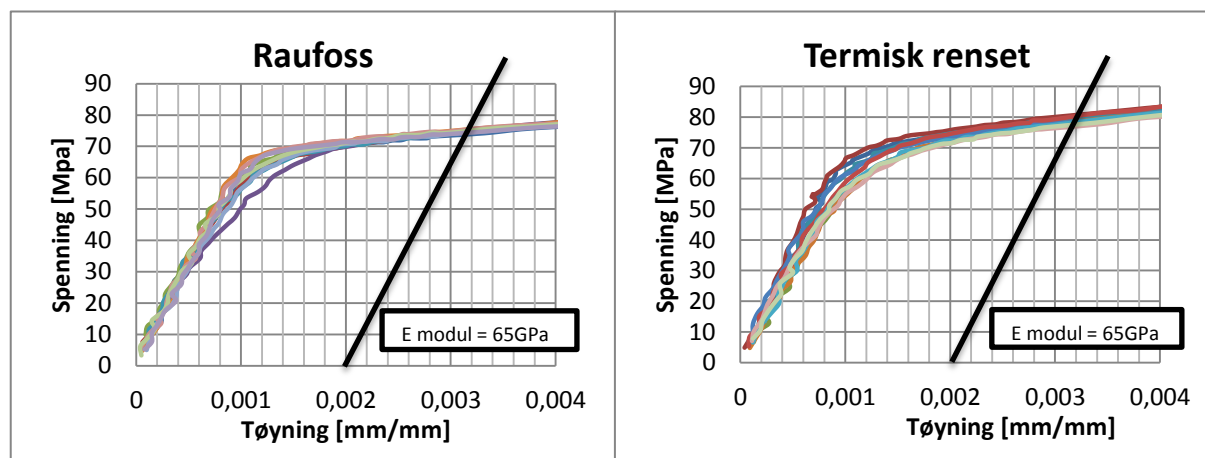 Raufoss
Spenning [Mpa]
90
80
70
60
50
40
30
20
10
0
E modul = 65GPa
0 0,001 0,002 0,003 0,004
Tøyning [mm/mm]
Termisk renset
Spenning [MPa]
90
80
70
60
50
40
30
20
10
0
E modul = 65GPa
0 0,001 0,002 0,003 0,004
Tøyning [mm/mm]